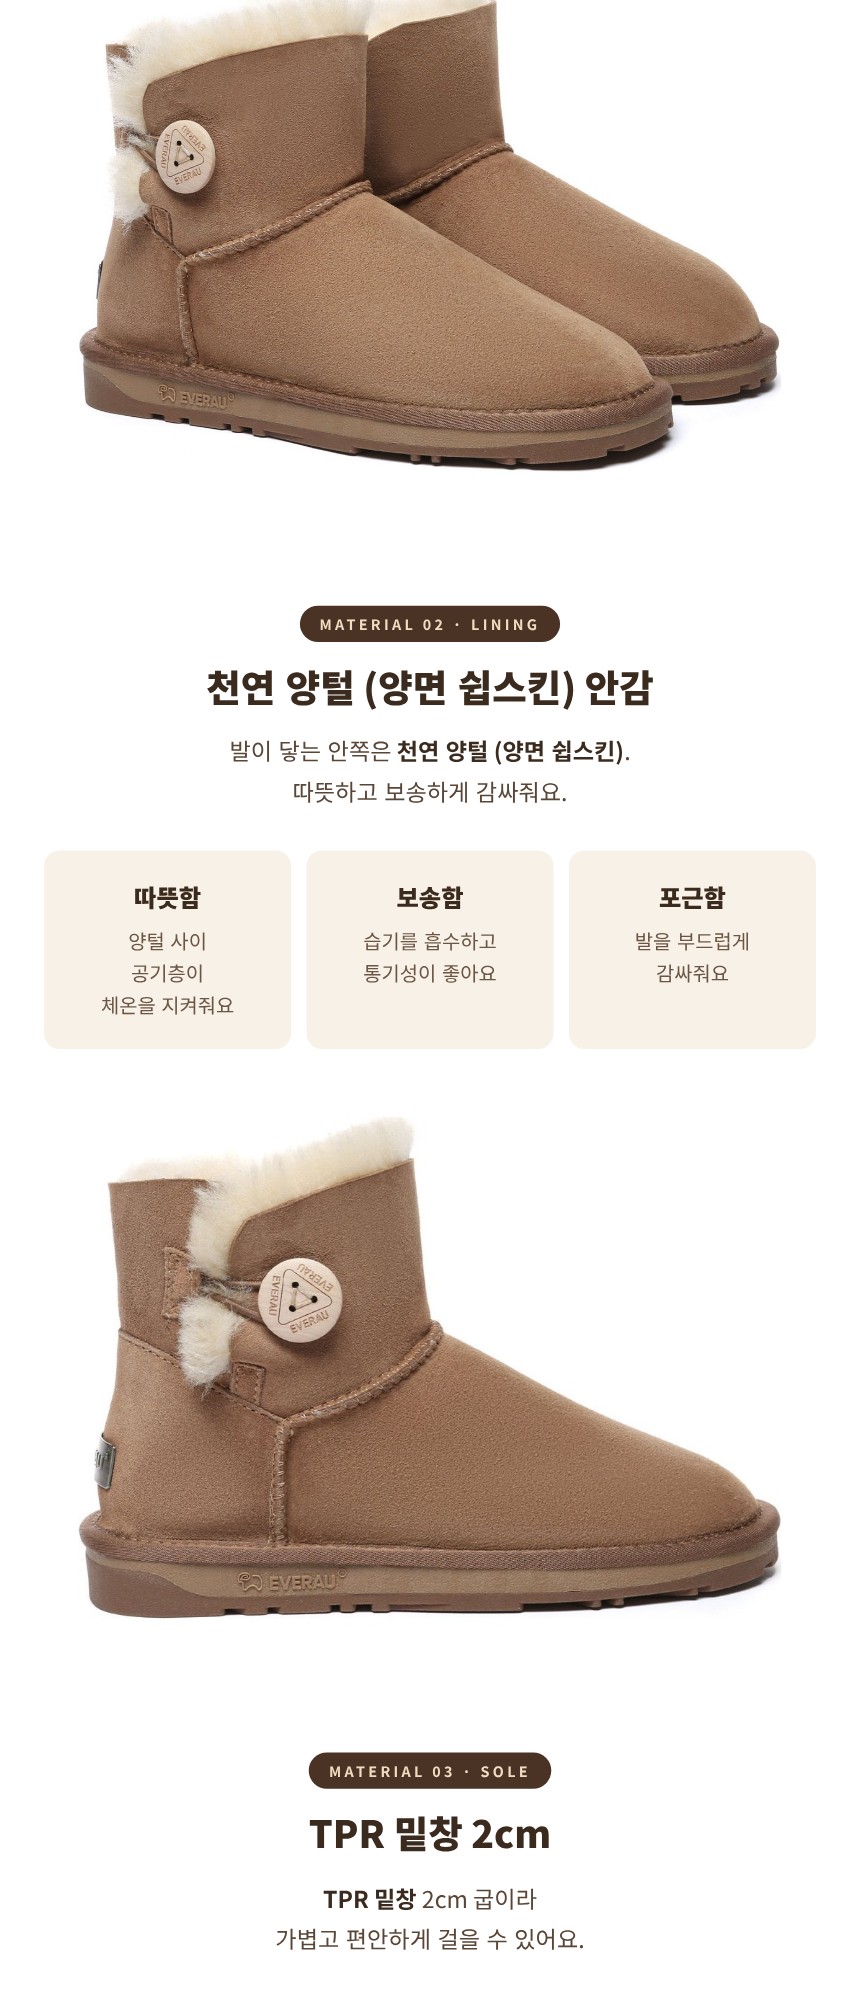 EVERAU
EVERAU
EVERAU
EVERAU
MATERIAL 02 · LINING
천연 양털 (양면 쉽스킨) 안감
발이 닿는 안쪽은 천연 양털 (양면 쉽스킨).
따뜻하고 보송하게 감싸줘요.
따뜻함
양털 사이
공기층이
체온을 지켜줘요
보송함
습기를 흡수하고
통기성이 좋아요
포근함
발을 부드럽게
감싸줘요
EVERAU
EVERAU
EVERAU
EVERAU
MATERIAL 03 · SOLE
TPR 밑창 2cm
TPR 밑창 2cm 굽이라
가볍고 편안하게 걸을 수 있어요.